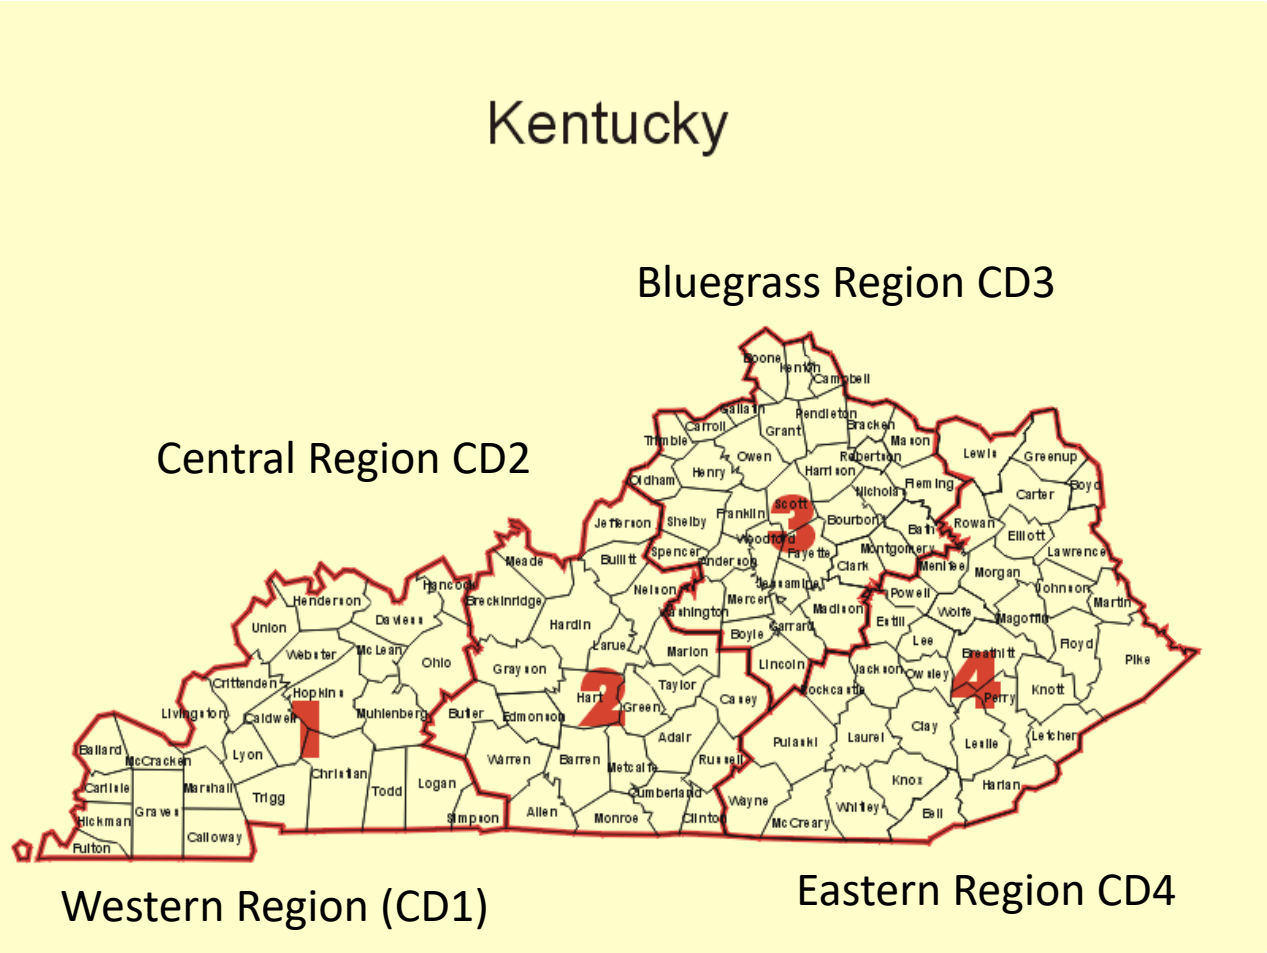 Kentucky
Bluegrass Region CD3
Boone
Kenton
Campbell
Gallatin
Pendleton
Carroll
Grant
Bracken
Mason
Trimble
Owen
Robertson
Lewis
Greenup
Central Region CD2
Oldham
Henry
Harrison
Nicholas
Fleming
Carter
Boyd
Scott
3
Jefferson
Shelby
Franklin
Bourbon
Bath
Rowan
Elliott
Woodford
Fayette
Spencer
Anderson
Montgomery
Lawrence
Meade
Bullitt
Clark
Menifee
Morgan
Hancock
Breckinridge
Nelson
Jessamine
Powell
Johnson
Martin
Henderson
Daviess
Washington
Mercer
Madison
Wolfe
Magoffin
Union
Hardin
Garrard
Estill
Boyle
Lee
Floyd
Webster
McLean
Ohio
Larue
Marion
Lincoln
Breathitt
Pike
Grayson
Jackson
Owsley
4
Crittenden
Hopkins
2
Hart
Taylor
Casey
Rockcastle
Perry
Knott
Livingston
Caldwell
1
Muhlenberg
Butler
Edmonson
Green
Clay
Adair
Pulaski
Laurel
Leslie
Letcher
Ballard
McCracken
Lyon
Warren
Barren
Metcalfe
Russell
Carlisle
Marshall
Christian
Todd
Logan
Cumberland
Knox
Harlan
Trigg
Wayne
Whitley
Hickman
Graves
Simpson
Allen
Monroe
Clinton
McCreary
Bell
Calloway
Fulton
Western Region (CD1)
Eastern Region CD4